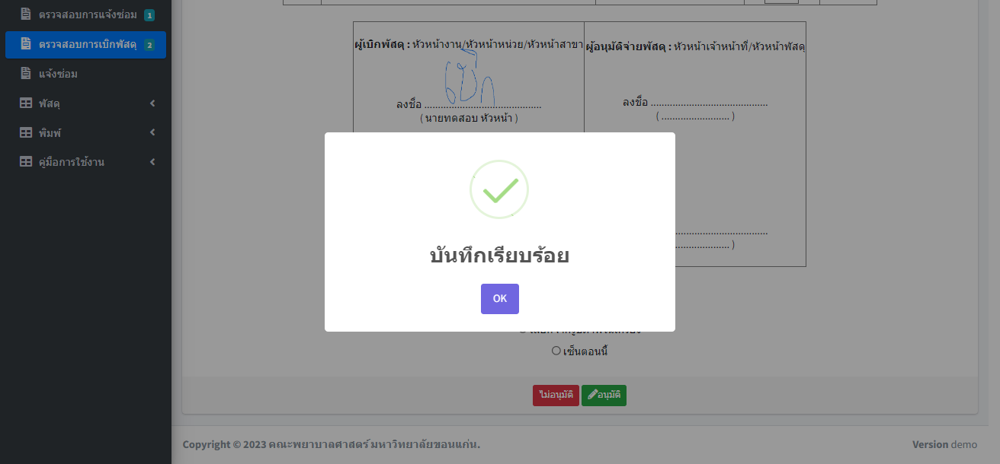 ตรวจสอบการแจ้งซ่อม 1
ตรวจสอบการเบิกพัสดุ 2
แจ้งซ่อม
พัสดุ
พิมพ์
คู่มือการใช้งาน
ผู้เบิกพัสดุ : หัวหน้างาน/หัวหน้าหน่วย/หัวหน้าสาขา
ผู้อนุมัติจ่ายพัสดุ : หัวหน้าเจ้าหน้าที่/หัวหน้าพัสดุ
ลงชื่อ ...........................................
( นายทดสอบ หัวหน้า )
ลงชื่อ ...........................................
( ......................... )
บันทึกเรียบร้อย
OK
เซ็นตอนนี้
ไม่อนุมัติ
อนุมัติ
Copyright © 2023 คณะพยาบาลศาสตร์ มหาวิทยาลัยขอนแก่น.
Version demo